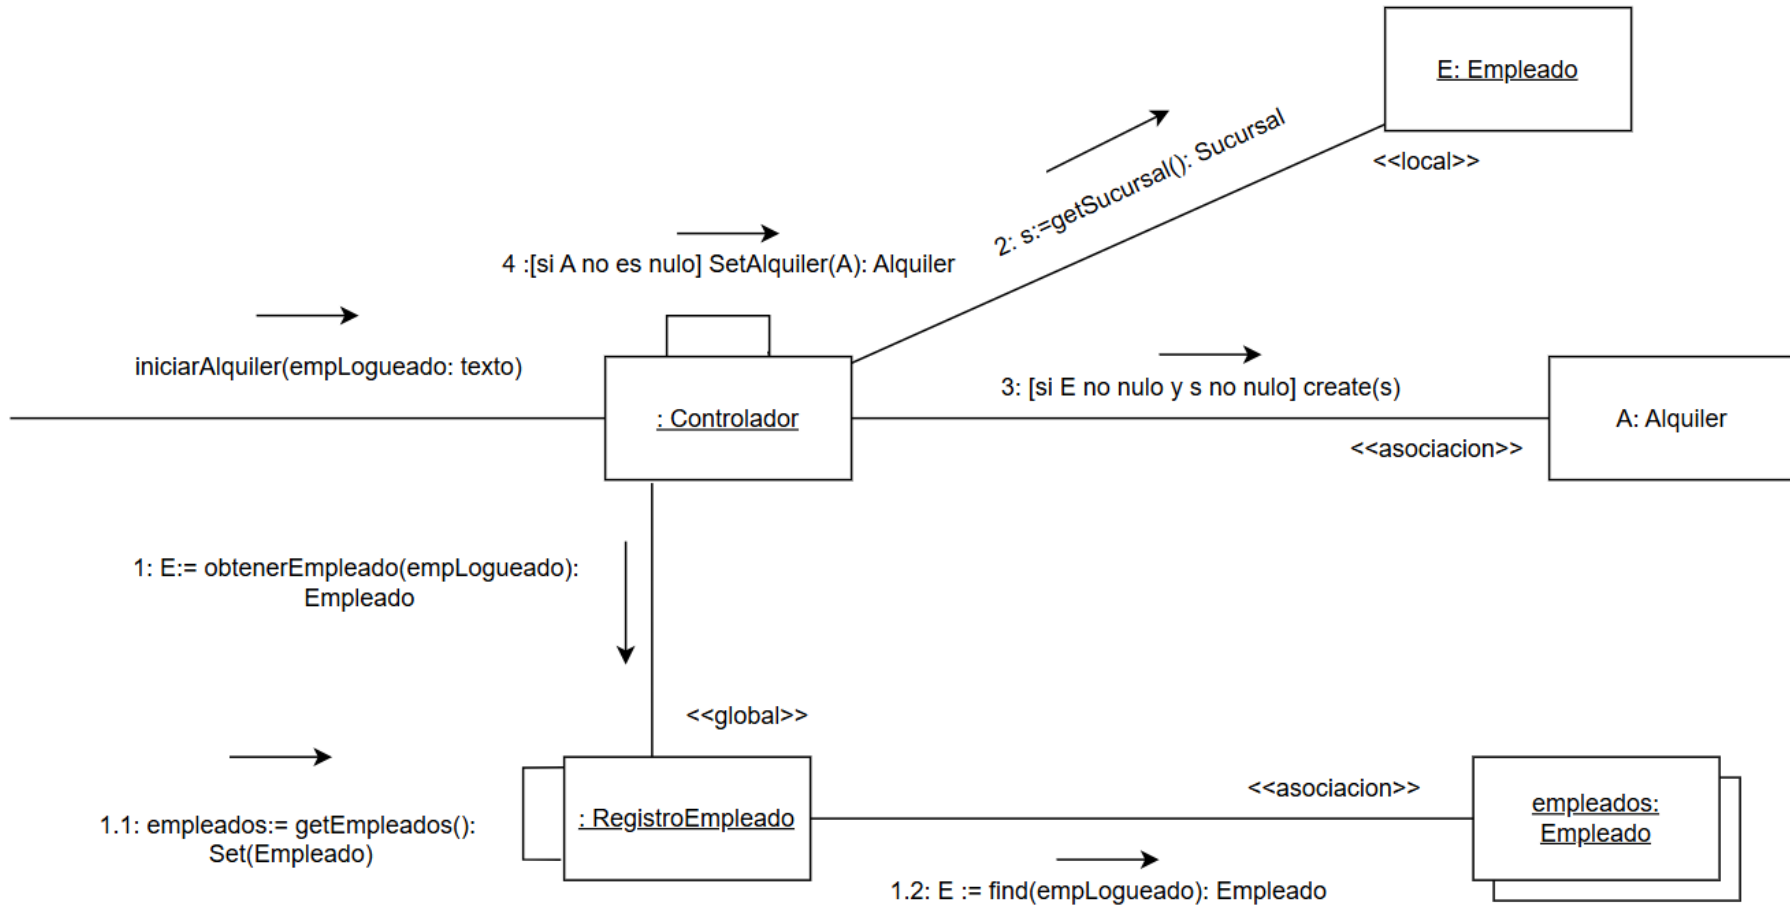 E: Empleado
<<local>>
2: s:=getSucursal(): Sucursal
4 :[si A no es nulo] SetAlquiler(A): Alquiler
iniciarAlquiler(empLogueado: texto)
: Controlador
3: [si E no nulo y s no nulo] create(s)
A: Alquiler
<<asociacion>>
1: E:= obtenerEmpleado(empLogueado):
Empleado
<<global>>
1.1: empleados:= getEmpleados():
Set(Empleado)
: RegistroEmpleado
<<asociacion>>
empleados:
Empleado
1.2: E := find(empLogueado): Empleado